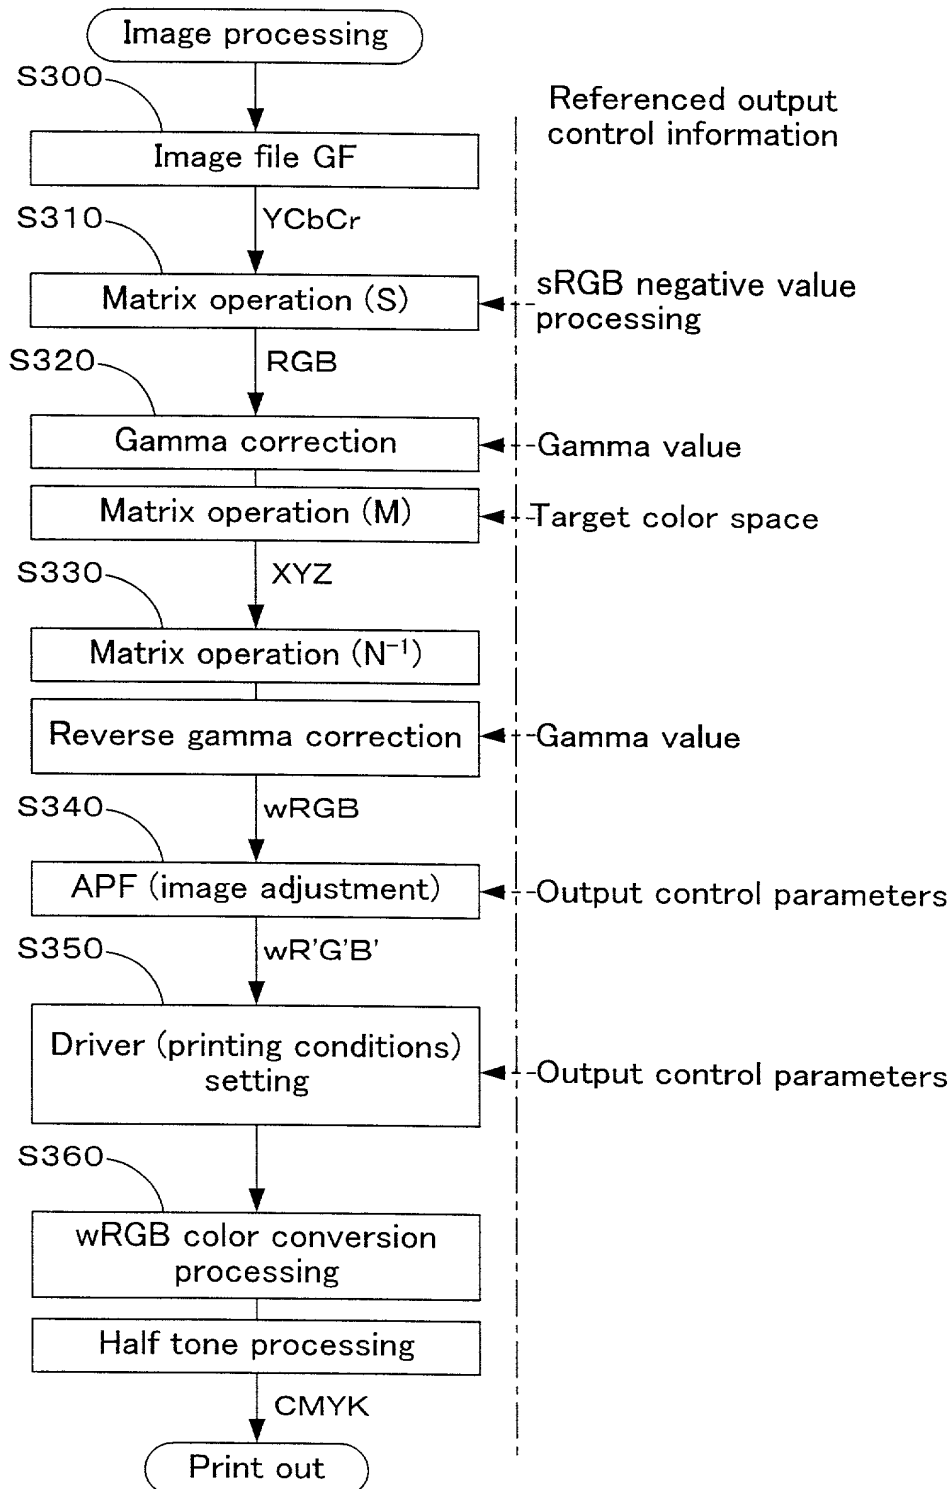 Image processing
S300
Referenced output
control information
Image file GF
S310
YCbCr
Matrix operation (S)
sRGB negative value
processing
S320
RGB
Gamma correction
Gamma value
Matrix operation (M)
Target color space
S330
XYZ
Matrix operation (N⁻¹)
Reverse gamma correction
Gamma value
S340
wRGB
APF (image adjustment)
Output control parameters
S350
wR'G'B'
Driver (printing conditions)
setting
Output control parameters
S360
wRGB color conversion
processing
Half tone processing
CMYK
Print out